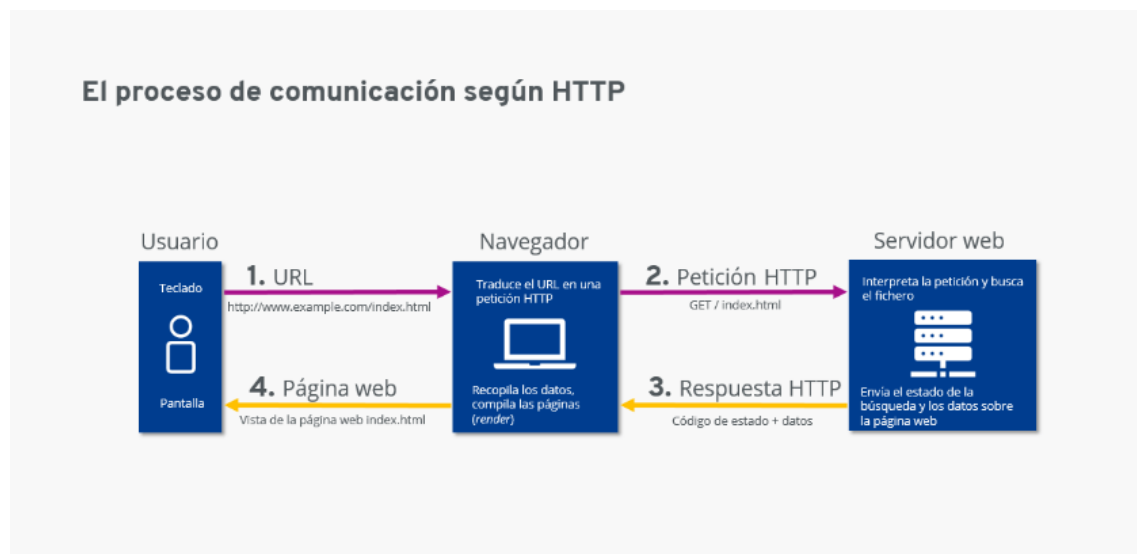 El proceso de comunicación según HTTP
Usuario
Navegador
Servidor web
Teclado
Pantalla
1. URL
http://www.example.com/index.html
4. Página web
Vista de la página web index.html
Traduce el URL en una
petición HTTP
Recopila los datos,
compila las páginas
(render)
2. Petición HTTP
GET / index.html
3. Respuesta HTTP
Código de estado + datos
Interpreta la petición y busca
el fichero
Envía el estado de la
búsqueda y los datos sobre
la página web